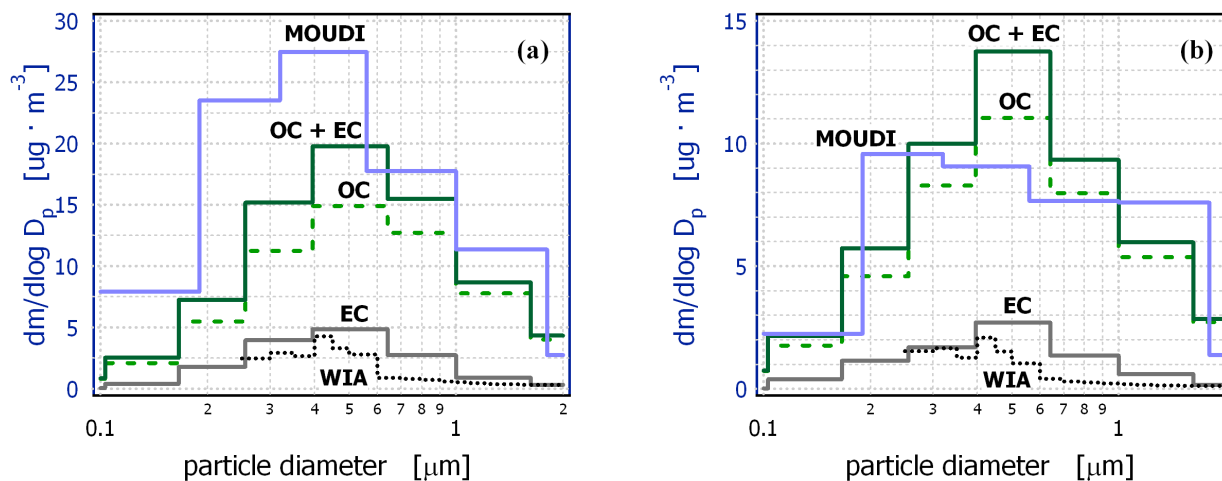 30
25
20
15
10
5
0
dm/dlog Dp [ug · m-3]
MOUDI
(a)
OC + EC
OC
EC
WIA
2 3 4 5 6 7 8 9 2
0.1 1
particle diameter [μm]
15
10
5
0
dm/dlog Dp [ug · m-3]
OC + EC
(b)
OC
MOUDI
EC
WIA
2 3 4 5 6 7 8 9
0.1 1
particle diameter [μm]